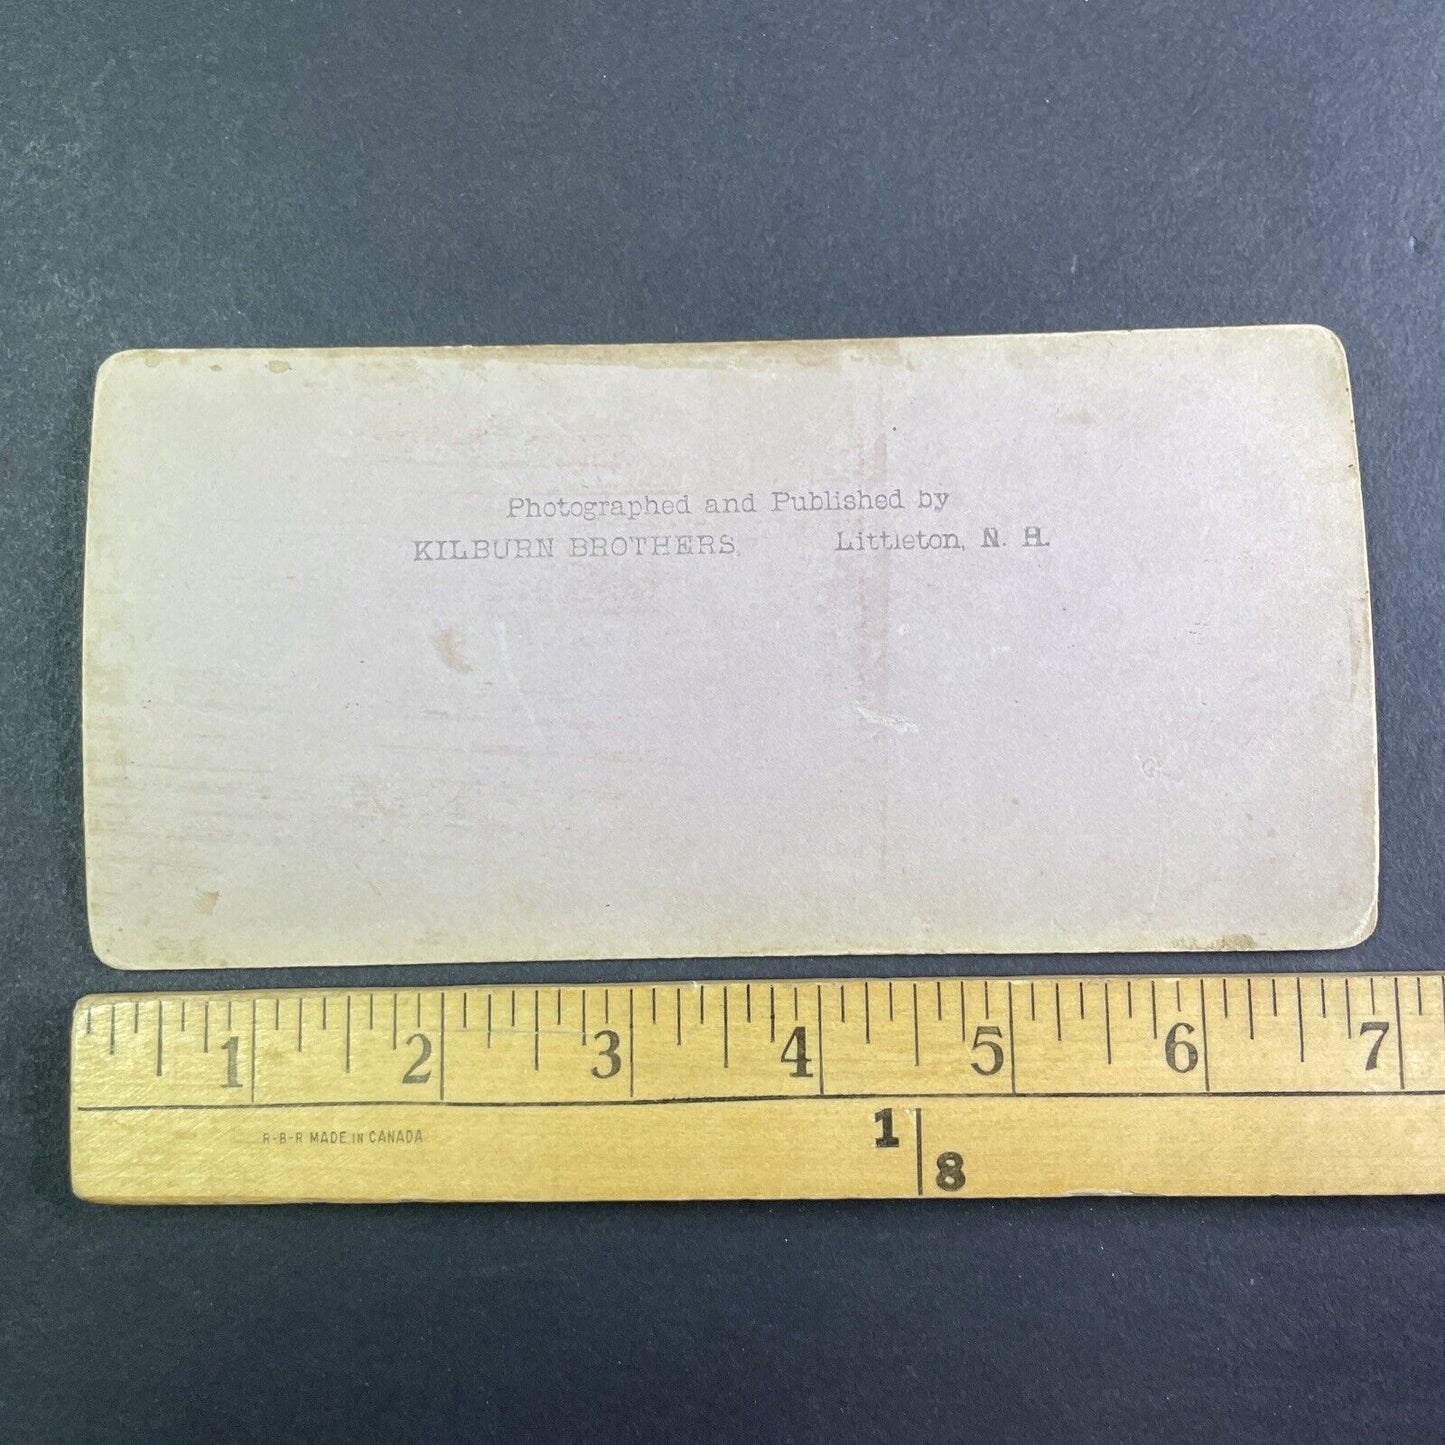 Photographed and Published by
KILBURN BROTHERS, Littleton, N. H.
1 2 3 4 5 6 7
R-B-R MADE IN CANADA
1
8